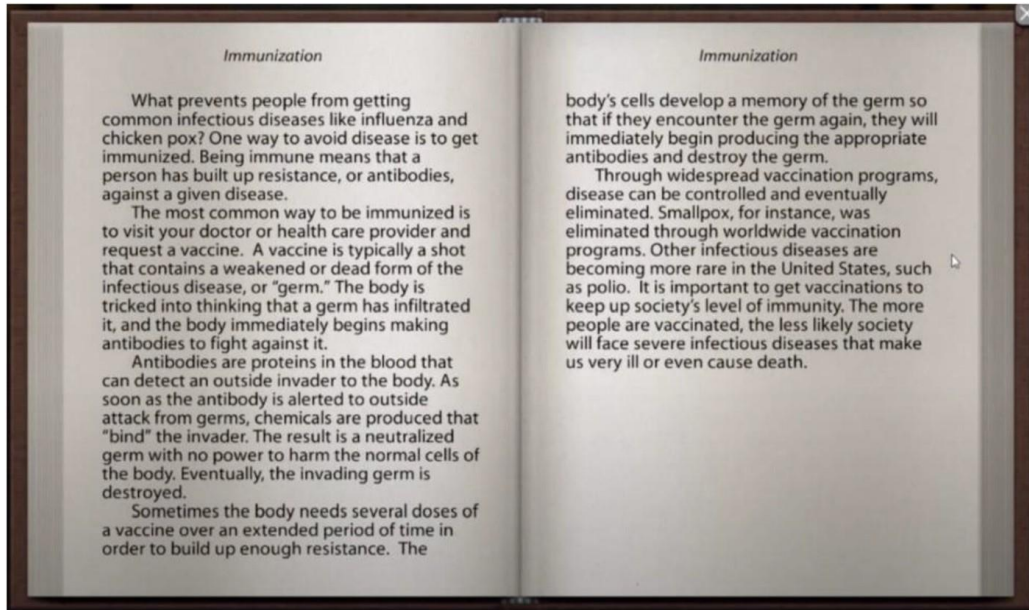 Immunization
What prevents people from getting
common infectious diseases like influenza and
chicken pox? One way to avoid disease is to get
immunized. Being immune means that a
person has built up resistance, or antibodies,
against a given disease.
The most common way to be immunized is
to visit your doctor or health care provider and
request a vaccine.  A vaccine is typically a shot
that contains a weakened or dead form of the
infectious disease, or “germ.” The body is
tricked into thinking that a germ has infiltrated
it, and the body immediately begins making
antibodies to fight against it.
Antibodies are proteins in the blood that
can detect an outside invader to the body. As
soon as the antibody is alerted to outside
attack from germs, chemicals are produced that
“bind” the invader. The result is a neutralized
germ with no power to harm the normal cells of
the body. Eventually, the invading germ is
destroyed.
Sometimes the body needs several doses of
a vaccine over an extended period of time in
order to build up enough resistance.  The
Immunization
body’s cells develop a memory of the germ so
that if they encounter the germ again, they will
immediately begin producing the appropriate
antibodies and destroy the germ.
Through widespread vaccination programs,
disease can be controlled and eventually
eliminated. Smallpox, for instance, was
eliminated through worldwide vaccination
programs. Other infectious diseases are
becoming more rare in the United States, such
as polio.  It is important to get vaccinations to
keep up society’s level of immunity. The more
people are vaccinated, the less likely society
will face severe infectious diseases that make
us very ill or even cause death.